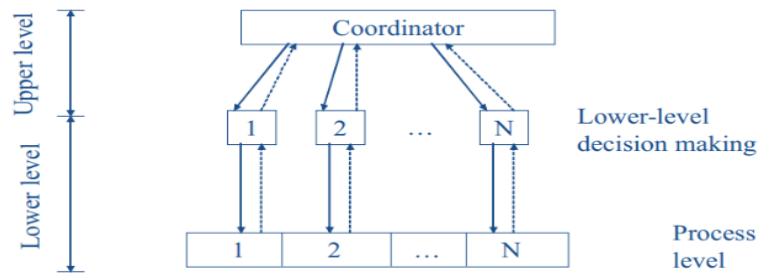 Upper level
Coordinator
1
2
...
N
Lower-level
decision making
Lower level
1
2
...
N
Process
level